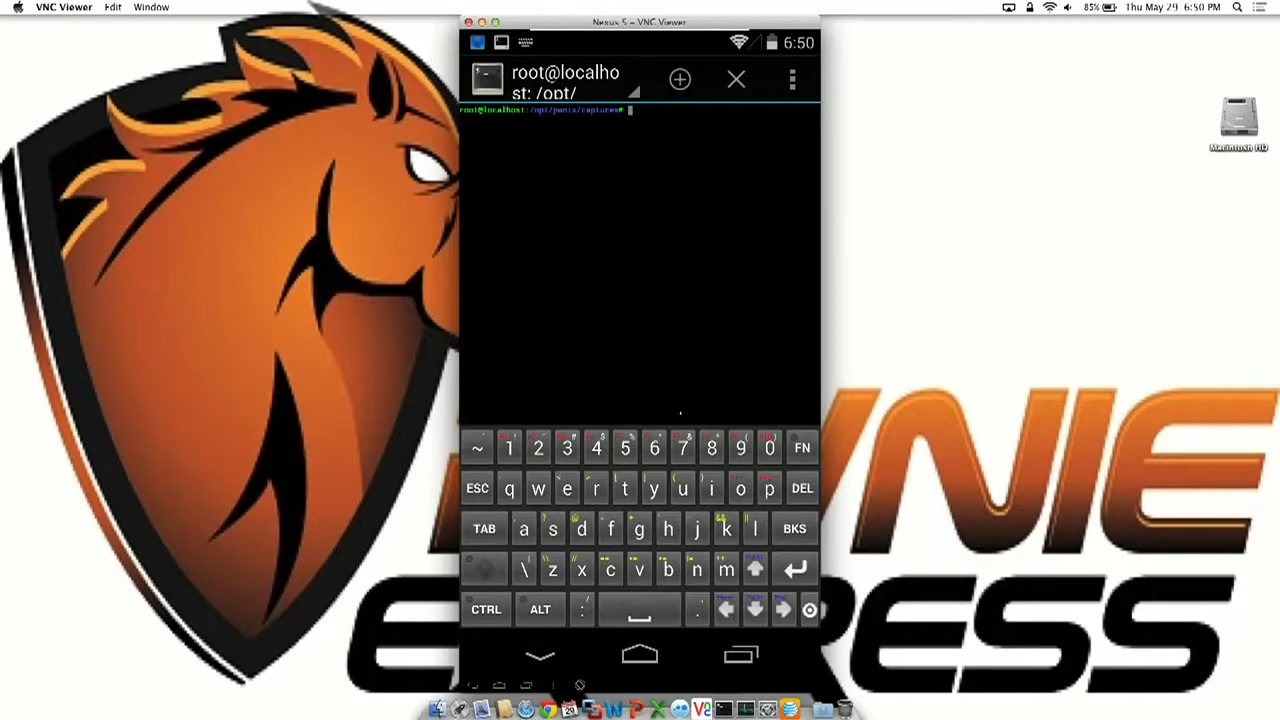 VNC Viewer Edit Window 85% Thu May 29 6:50 PM
Nexus 5 – VNC Viewer
6:50
root@localho
st: /opt/
root@localhost:/opt/pwnix/captures#
Macintosh HD
~ 1 2 3 4 5 6 7 8 9 0 FN
ESC q w e r t y u i o p DEL
TAB a s d f g h j k l BKS
\ z x c v b n m
CTRL ALT
WNIE
EXPRESS